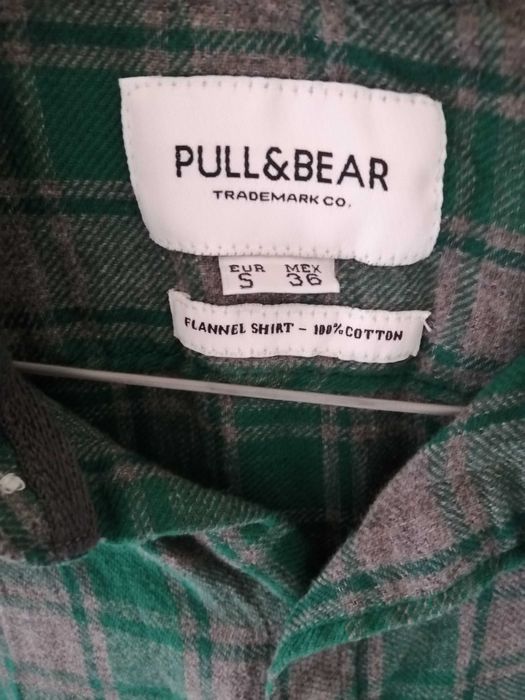 PULL&BEAR
TRADEMARK CO.
EUR MEX
S 36
FLANNEL SHIRT - 100% COTTON